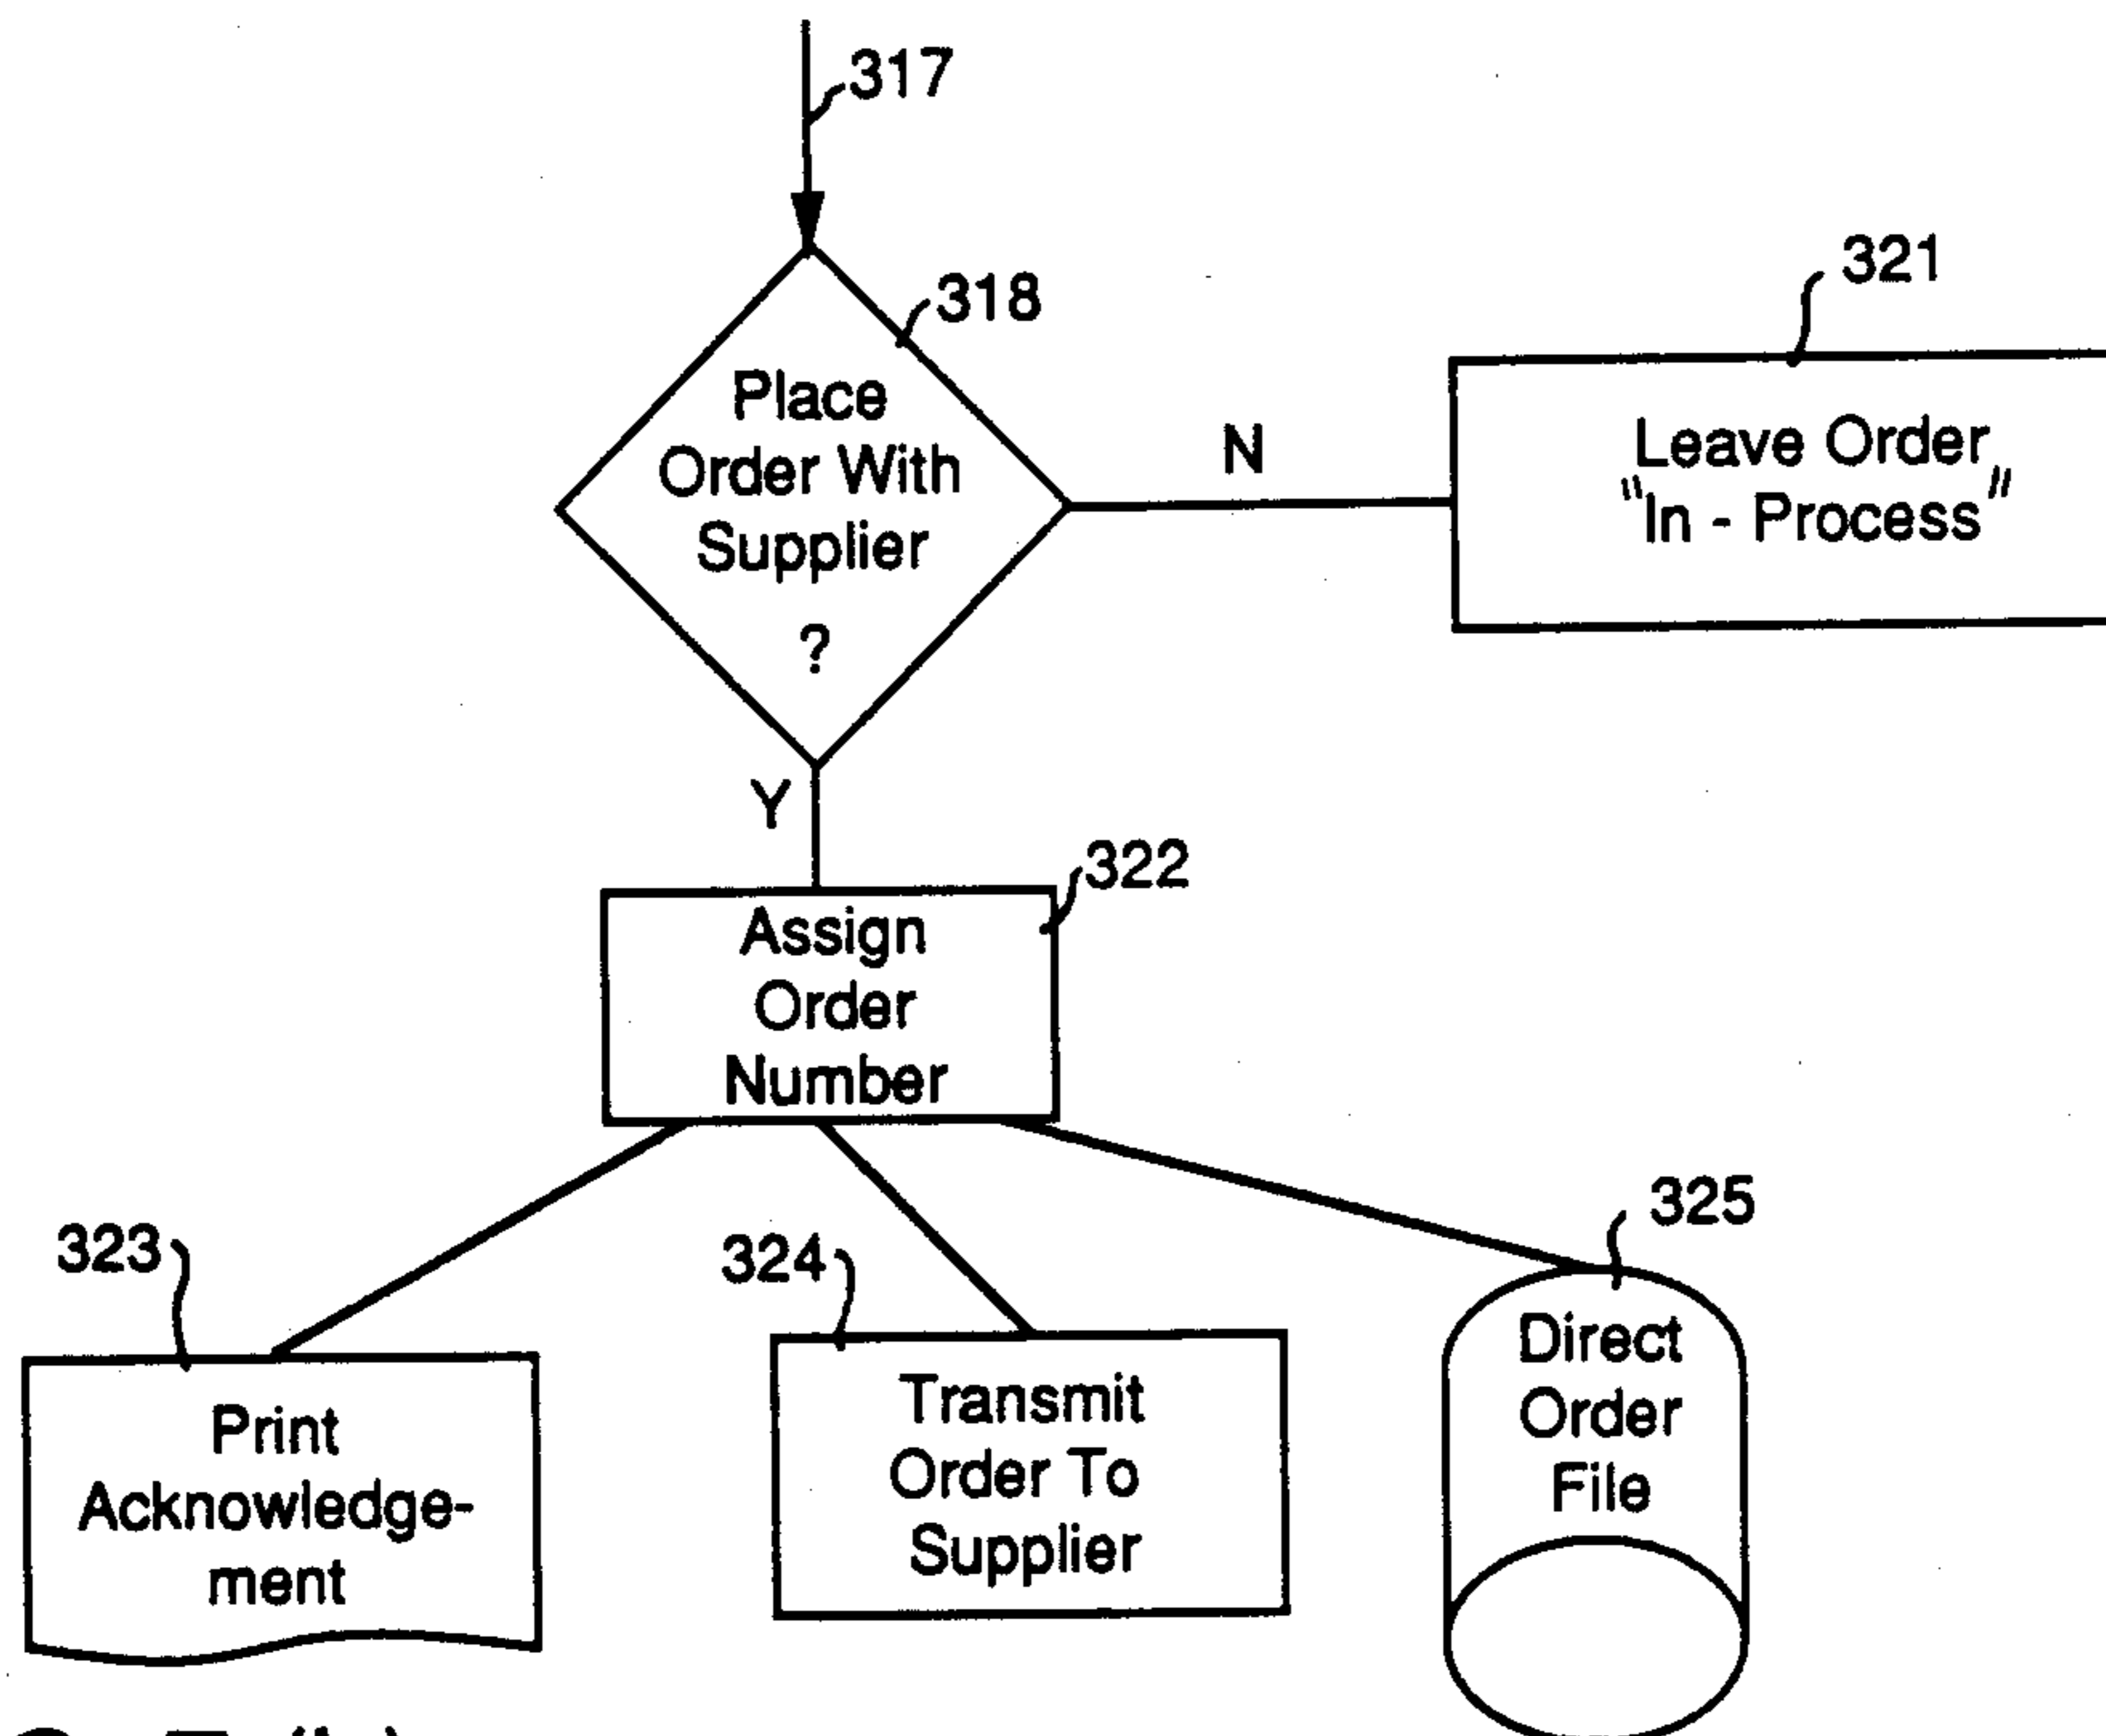 317
318
Place
Order With
Supplier
?
N
321
Leave Order
"In - Process"
Y
322
Assign
Order
Number
323
Print
Acknowledge-
ment
324
Transmit
Order To
Supplier
325
Direct
Order
File